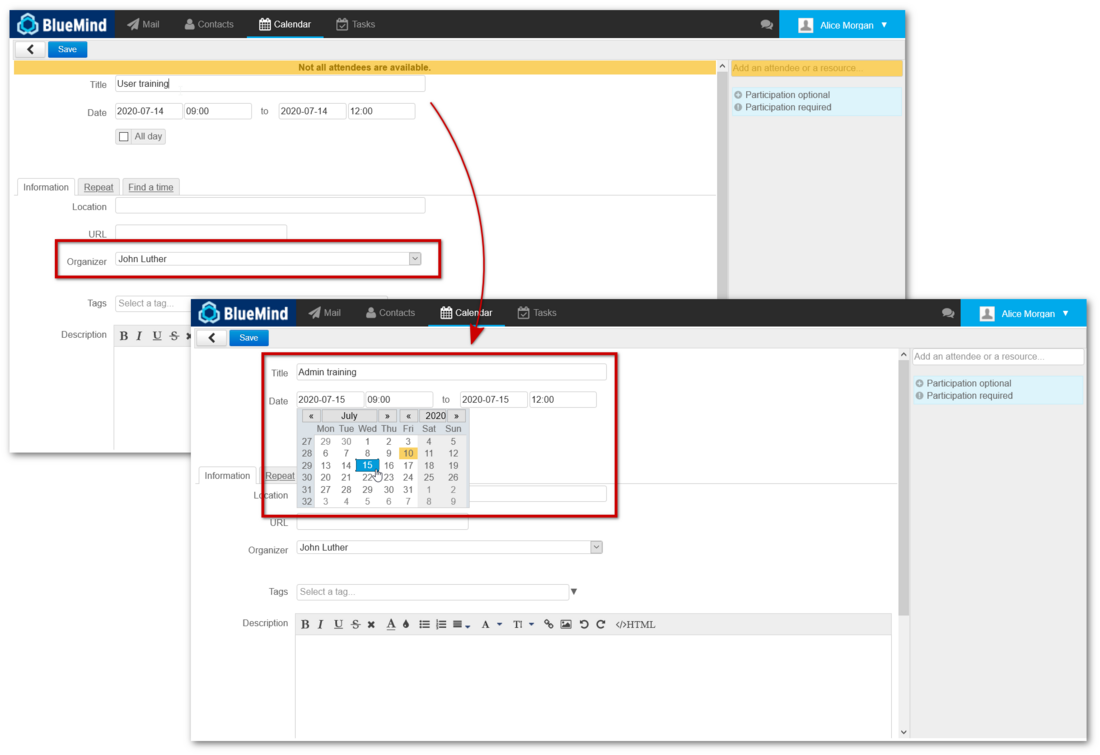 BlueMind Mail Contacts Calendar Tasks Alice Morgan
Save
Not all attendees are available.
Add an attendee or a resource...
Title User training
Participation optional
Participation required
Date 2020-07-14 09:00 to 2020-07-14 12:00
All day
Information Repeat Find a time
Location
URL
Organizer John Luther
Tags Select a tag...
Description B I U S
BlueMind Mail Contacts Calendar Tasks Alice Morgan
Save
Add an attendee or a resource...
Title Admin training
Participation optional
Participation required
Date 2020-07-15 09:00 to 2020-07-15 12:00
« July » « 2020 »
Mon Tue Wed Thu Fri Sat Sun
27 29 30 1 2 3 4 5
28 6 7 8 9 10 11 12
29 13 14 15 16 17 18 19
30 20 21 22 23 24 25 26
31 27 28 29 30 31 1 2
32 3 4 5 6 7 8 9
Information Repeat
Location
URL
Organizer John Luther
Tags Select a tag...
Description B I U S A A TI </>HTML